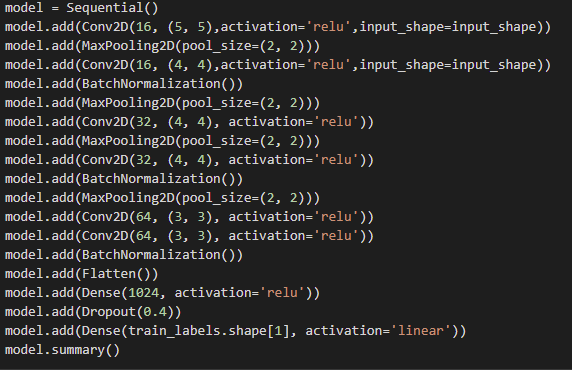 model = Sequential()
model.add(Conv2D(16, (5, 5),activation='relu',input_shape=input_shape))
model.add(MaxPooling2D(pool_size=(2, 2)))
model.add(Conv2D(16, (4, 4),activation='relu',input_shape=input_shape))
model.add(BatchNormalization())
model.add(MaxPooling2D(pool_size=(2, 2)))
model.add(Conv2D(32, (4, 4), activation='relu'))
model.add(MaxPooling2D(pool_size=(2, 2)))
model.add(Conv2D(32, (4, 4), activation='relu'))
model.add(BatchNormalization())
model.add(MaxPooling2D(pool_size=(2, 2)))
model.add(Conv2D(64, (3, 3), activation='relu'))
model.add(Conv2D(64, (3, 3), activation='relu'))
model.add(BatchNormalization())
model.add(Flatten())
model.add(Dense(1024, activation='relu'))
model.add(Dropout(0.4))
model.add(Dense(train_labels.shape[1], activation='linear'))
model.summary()